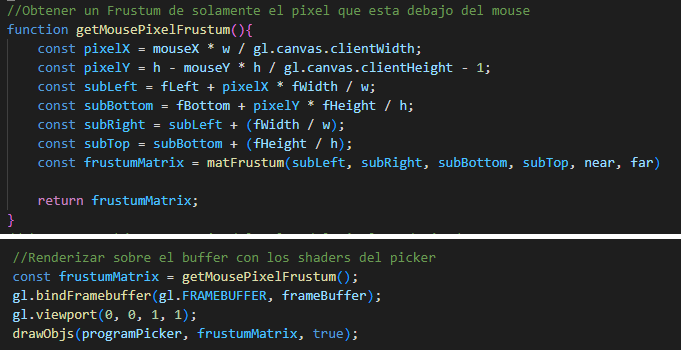 //Obtener un Frustum de solamente el pixel que esta debajo del mouse
function getMousePixelFrustum(){
const pixelX = mouseX * w / gl.canvas.clientWidth;
const pixelY = h - mouseY * h / gl.canvas.clientHeight - 1;
const subLeft = fLeft + pixelX * fWidth / w;
const subBottom = fBottom + pixelY * fHeight / h;
const subRight = subLeft + (fWidth / w);
const subTop = subBottom + (fHeight / h);
const frustumMatrix = matFrustum(subLeft, subRight, subBottom, subTop, near, far)
return frustumMatrix;
}
//Renderizar sobre el buffer con los shaders del picker
const frustumMatrix = getMousePixelFrustum();
gl.bindFramebuffer(gl.FRAMEBUFFER, frameBuffer);
gl.viewport(0, 0, 1, 1);
drawObjs(programPicker, frustumMatrix, true);